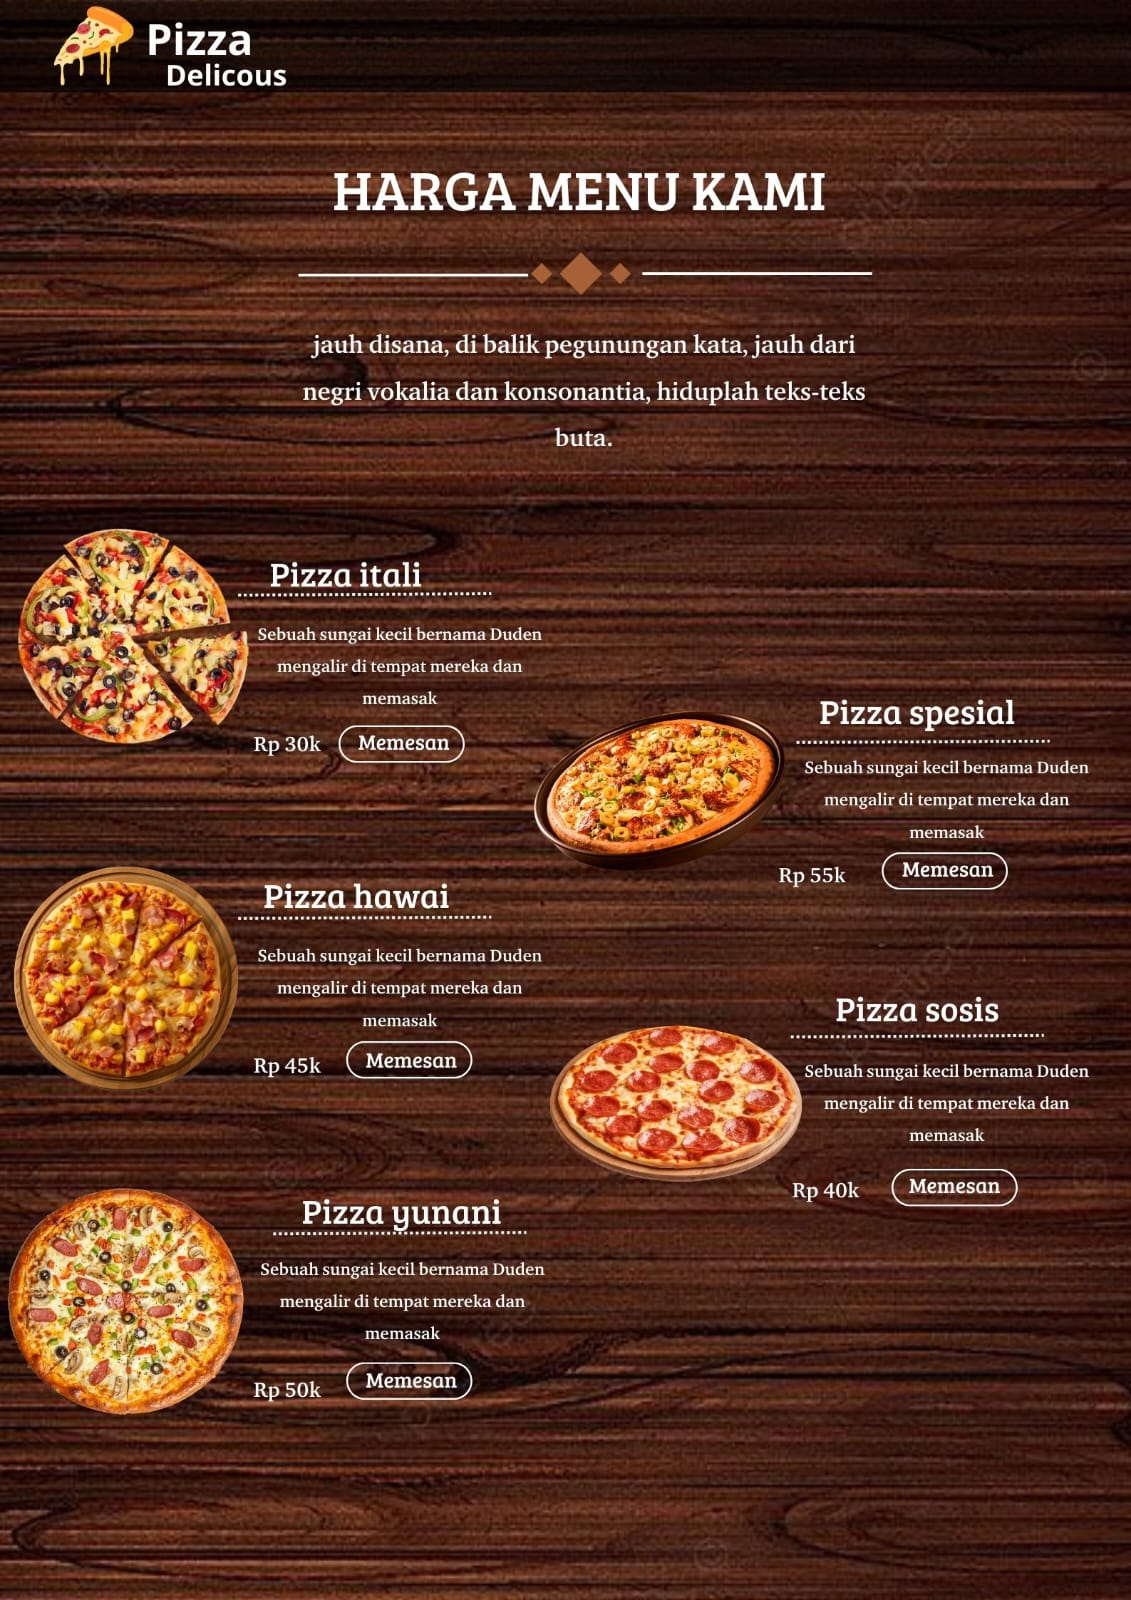 Pizza
Delicous
HARGA MENU KAMI
jauh disana, di balik pegunungan kata, jauh dari
negri vokalia dan konsonantia, hiduplah teks-teks
buta.
Pizza itali
Sebuah sungai kecil bernama Duden
mengalir di tempat mereka dan
memasak
Rp 30k
Memesan
Pizza spesial
Sebuah sungai kecil bernama Duden
mengalir di tempat mereka dan
memasak
Rp 55k
Memesan
Pizza hawai
Sebuah sungai kecil bernama Duden
mengalir di tempat mereka dan
memasak
Rp 45k
Memesan
Pizza sosis
Sebuah sungai kecil bernama Duden
mengalir di tempat mereka dan
memasak
Rp 40k
Memesan
Pizza yunani
Sebuah sungai kecil bernama Duden
mengalir di tempat mereka dan
memasak
Rp 50k
Memesan